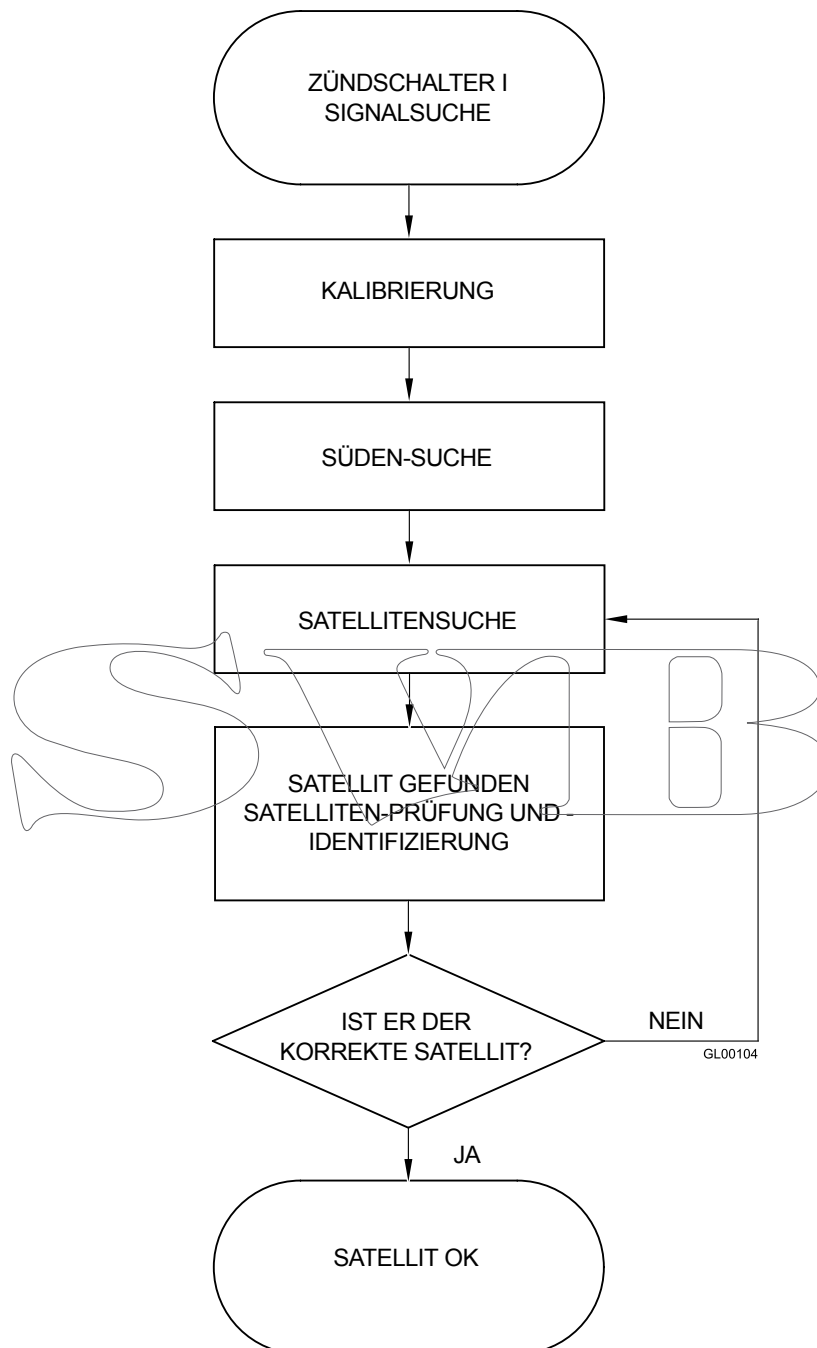 ZÜNDSCHALTER I
SIGNALSUCHE
KALIBRIERUNG
SÜDEN-SUCHE
SATELLITENSUCHE
SVB
SATELLIT GEFUNDEN
SATELLITEN-PRÜFUNG UND -
IDENTIFIZIERUNG
IST ER DER
KORREKTE SATELLIT?
NEIN
GL00104
JA
SATELLIT OK